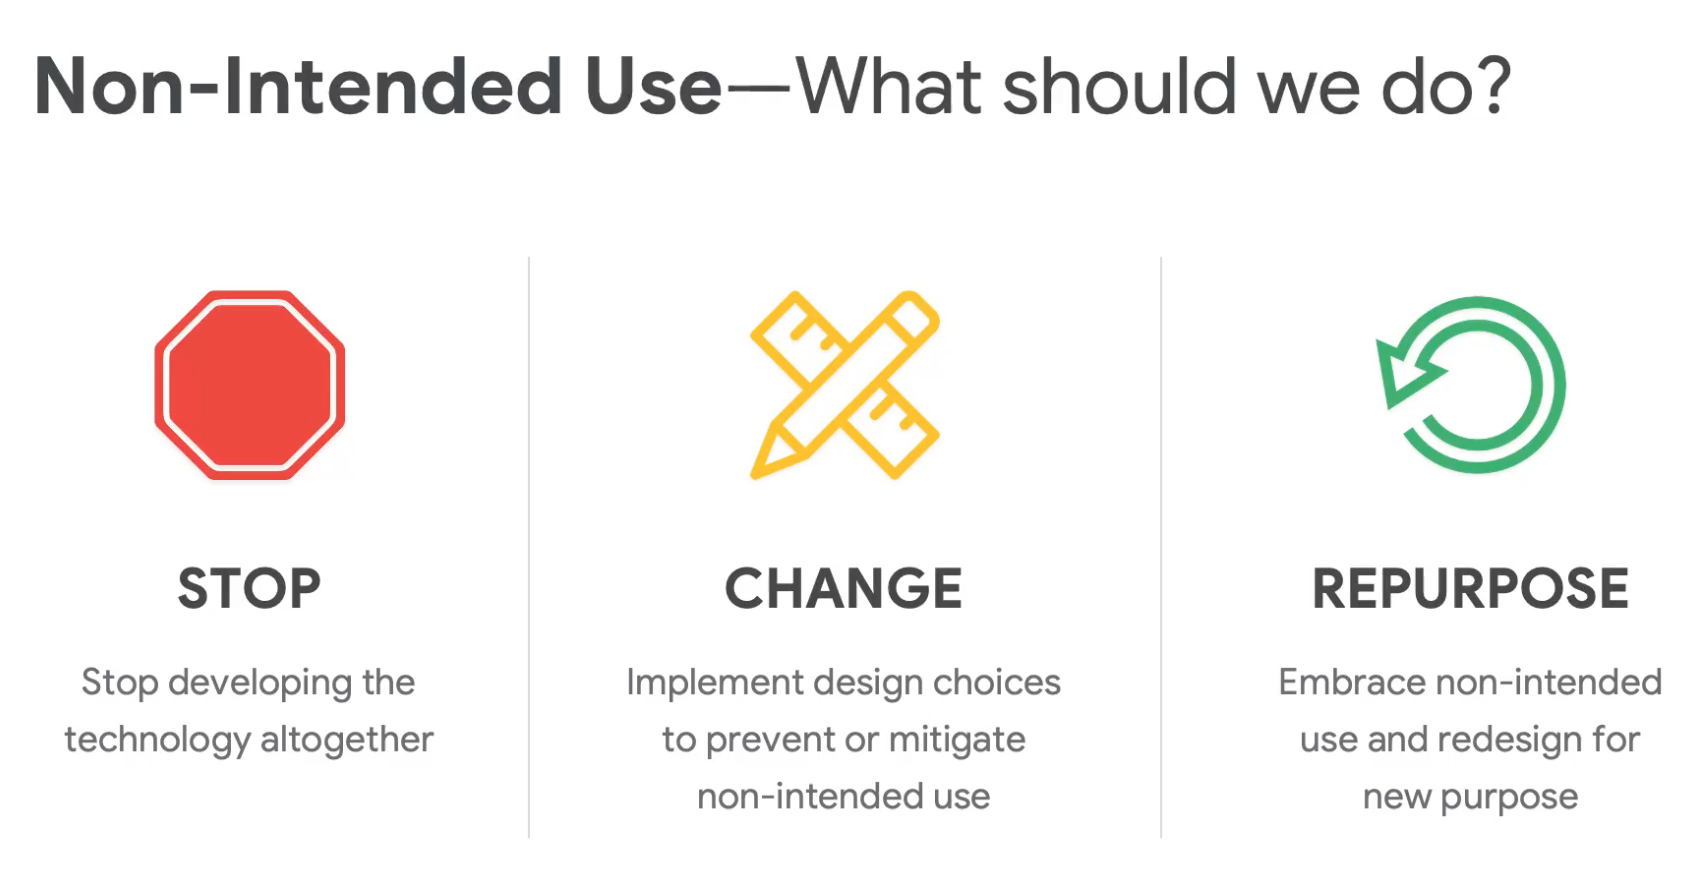 Non-Intended Use—What should we do?
STOP
Stop developing the
technology altogether
CHANGE
Implement design choices
to prevent or mitigate
non-intended use
REPURPOSE
Embrace non-intended
use and redesign for
new purpose